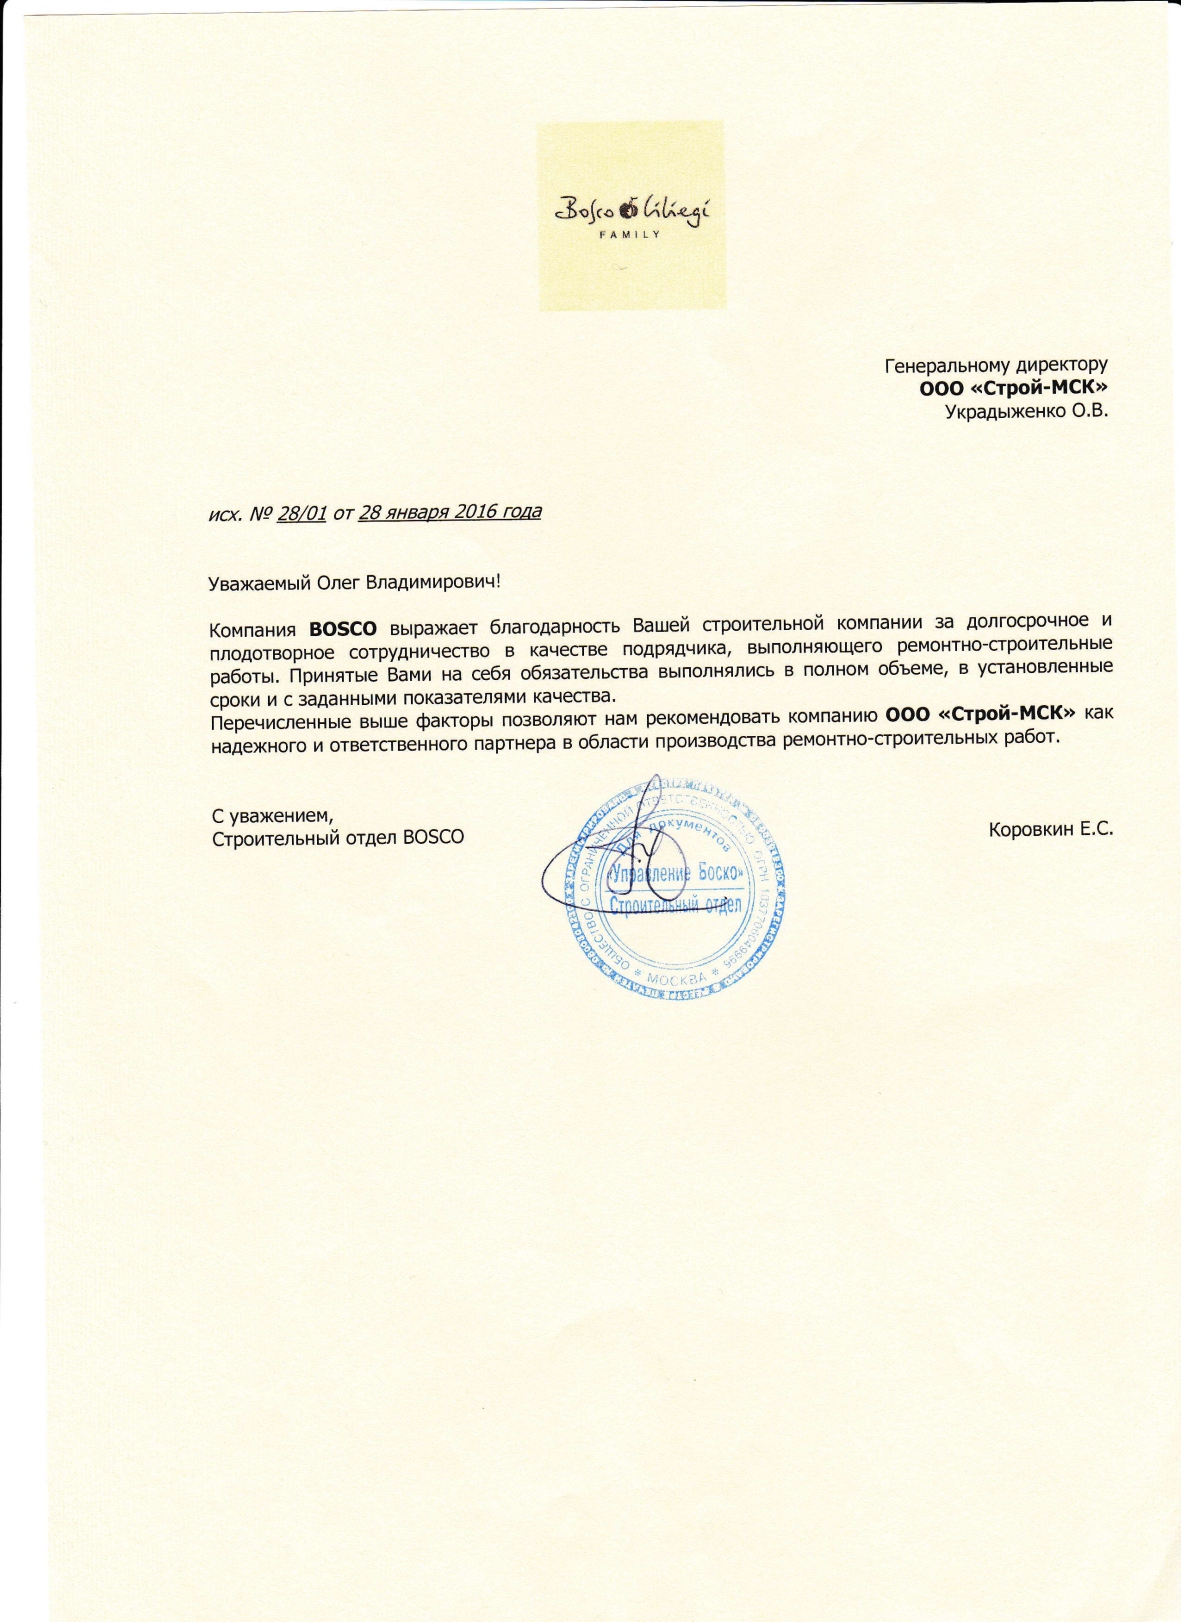 Bosco Ciliegi
FAMILY
Генеральному директору
ООО «Строй-МСК»
Украдыженко О.В.
исх. № 28/01 от 28 января 2016 года
Уважаемый Олег Владимирович!
Компания BOSCO выражает благодарность Вашей строительной компании за долгосрочное и
плодотворное сотрудничество в качестве подрядчика, выполняющего ремонтно-строительные
работы. Принятые Вами на себя обязательства выполнялись в полном объеме, в установленные
сроки и с заданными показателями качества.
Перечисленные выше факторы позволяют нам рекомендовать компанию ООО «Строй-МСК» как
надежного и ответственного партнера в области производства ремонтно-строительных работ.
С уважением,
Строительный отдел BOSCO
Коровкин Е.С.
ОБЩЕСТВО С ОГРАНИЧЕННОЙ ОТВЕТСТВЕННОСТЬЮ ОГРН
* МОСКВА *
Для документов
«Управление Боско»
Строительный отдел